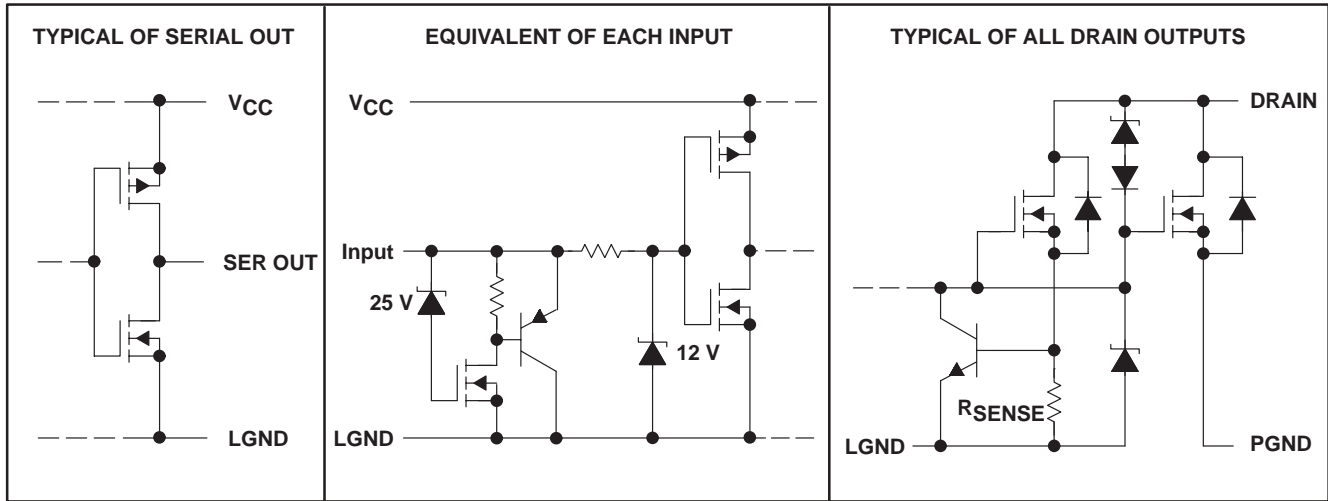 TYPICAL OF SERIAL OUT
VCC
SER OUT
LGND
EQUIVALENT OF EACH INPUT
VCC
Input
25 V
12 V
LGND
TYPICAL OF ALL DRAIN OUTPUTS
DRAIN
RSENSE
LGND
PGND